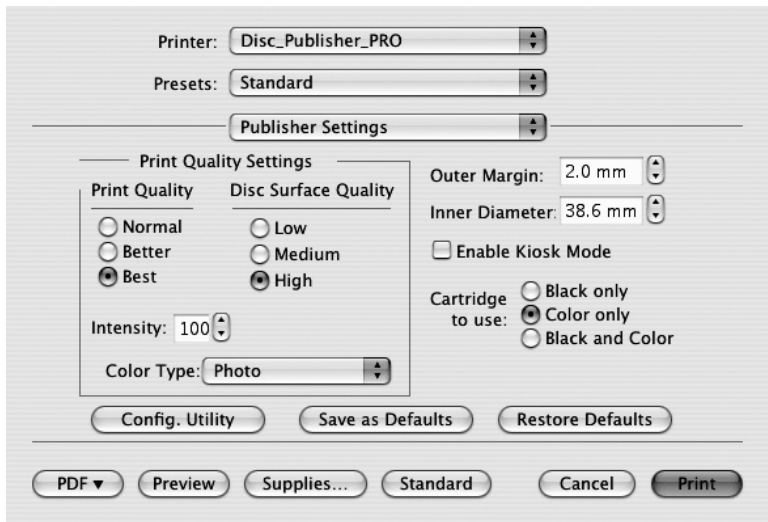 Printer: Disc_Publisher_PRO
Presets: Standard
Publisher Settings
Print Quality Settings
Print Quality
Normal
Better
Best
Disc Surface Quality
Low
Medium
High
Intensity: 100
Color Type: Photo
Outer Margin: 2.0 mm
Inner Diameter: 38.6 mm
Enable Kiosk Mode
Cartridge
to use:
Black only
Color only
Black and Color
Config. Utility
Save as Defaults
Restore Defaults
PDF ▼
Preview
Supplies...
Standard
Cancel
Print